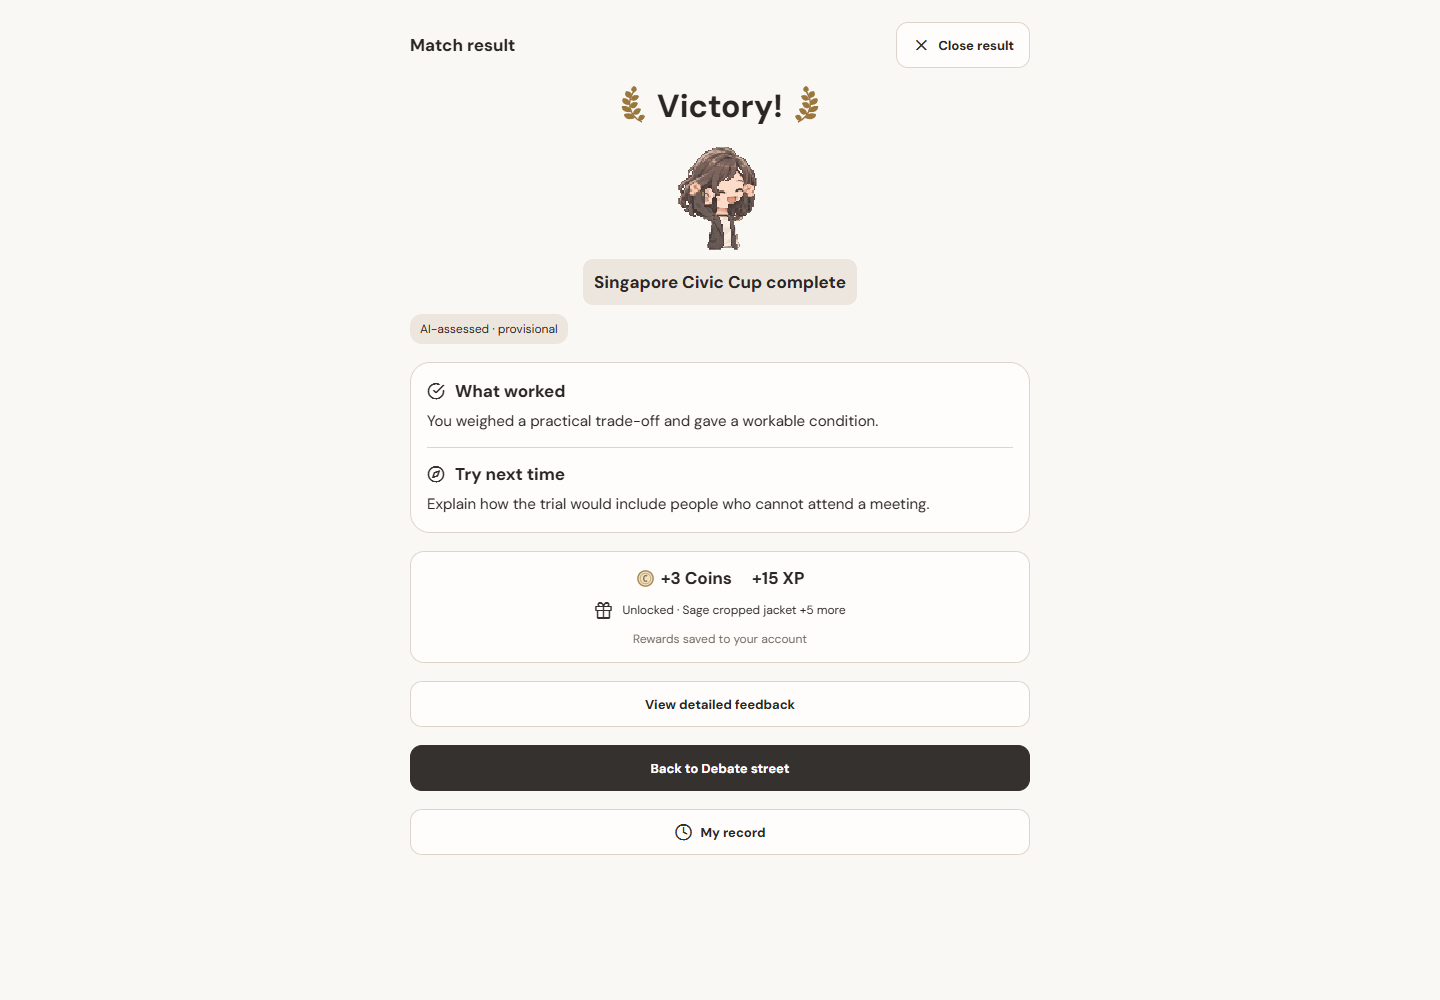 Match result
Close result
Victory!
Singapore Civic Cup complete
AI-assessed · provisional
What worked
You weighed a practical trade-off and gave a workable condition.
Try next time
Explain how the trial would include people who cannot attend a meeting.
C +3 Coins +15 XP
Unlocked · Sage cropped jacket +5 more
Rewards saved to your account
View detailed feedback
Back to Debate street
My record